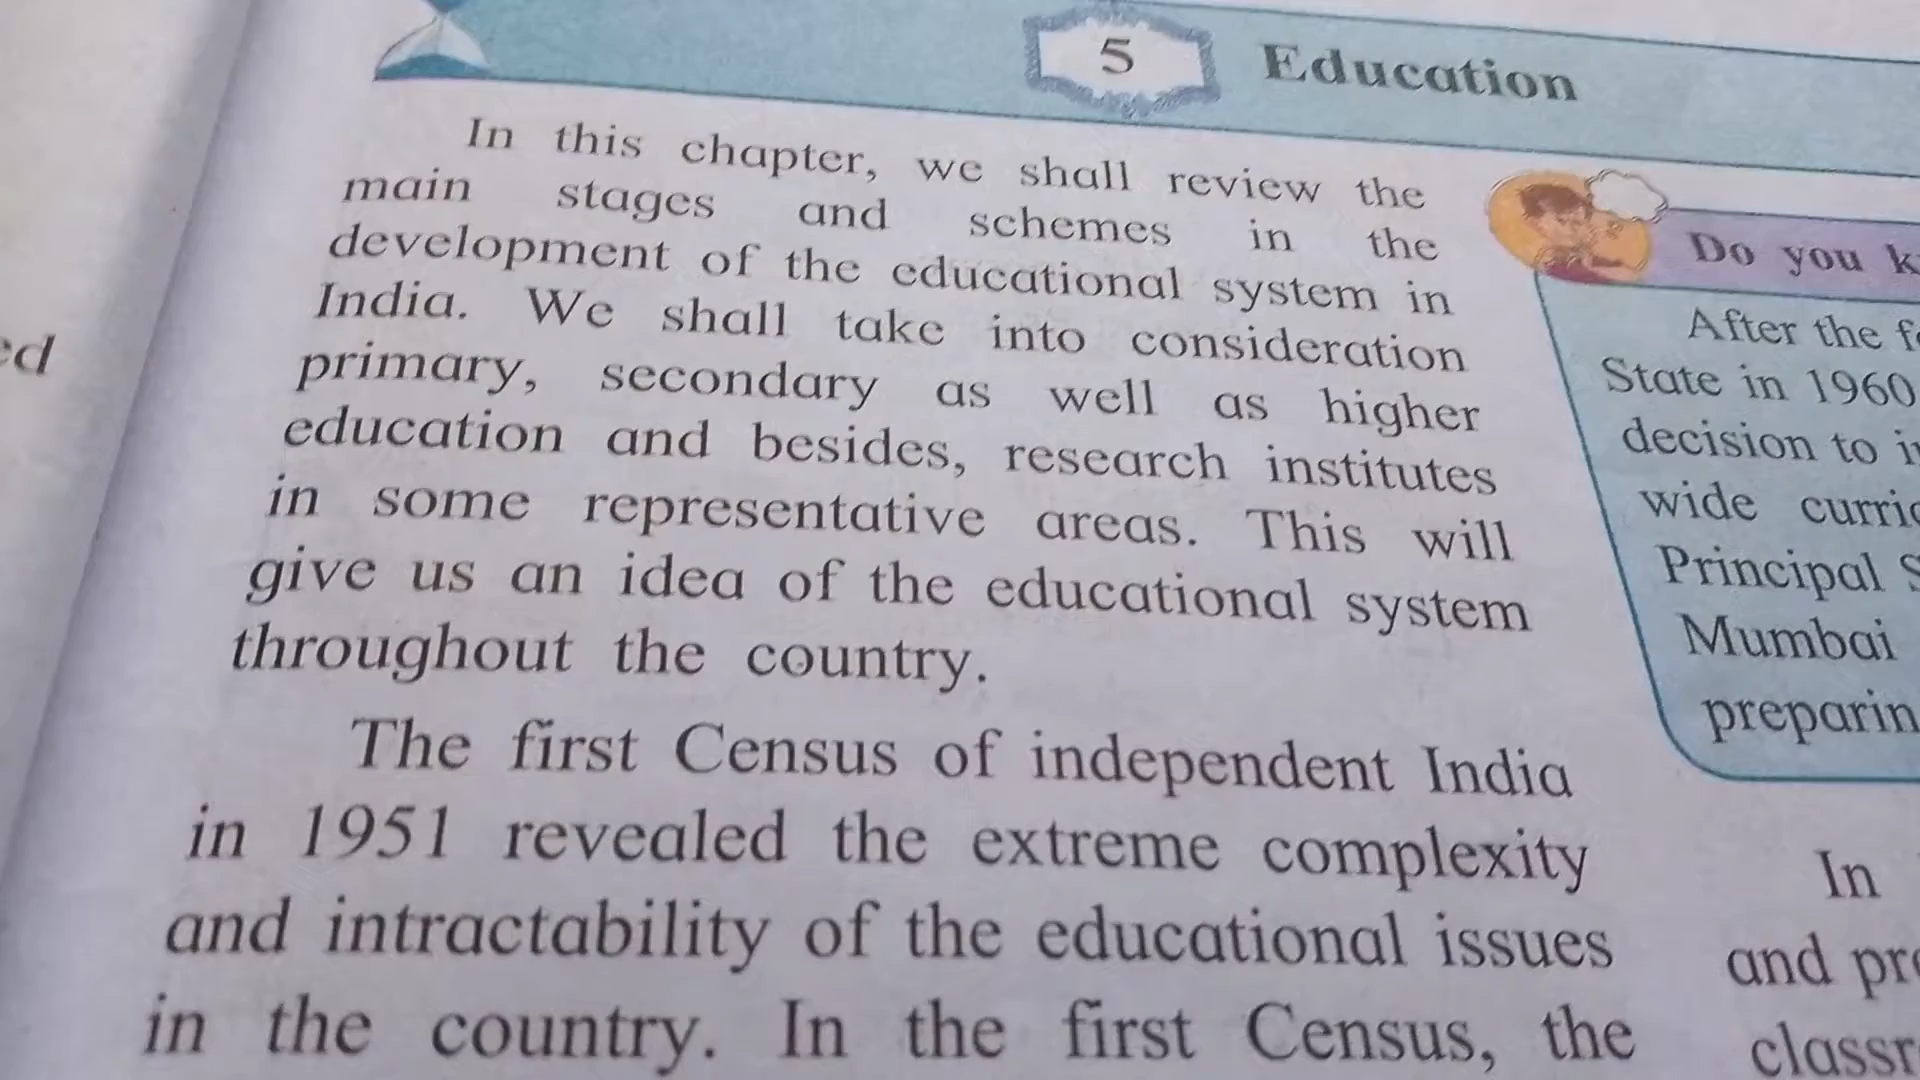 5 Education
In this chapter, we shall review the
main stages and schemes in the
development of the educational system in
India. We shall take into consideration
primary, secondary as well as higher
education and besides, research institutes
in some representative areas. This will
give us an idea of the educational system
throughout the country.
The first Census of independent India
in 1951 revealed the extreme complexity
and intractability of the educational issues
in the country. In the first Census, the
Do you
After the
State in 1960
decision to
wide
Principal
Mumbai
In
and